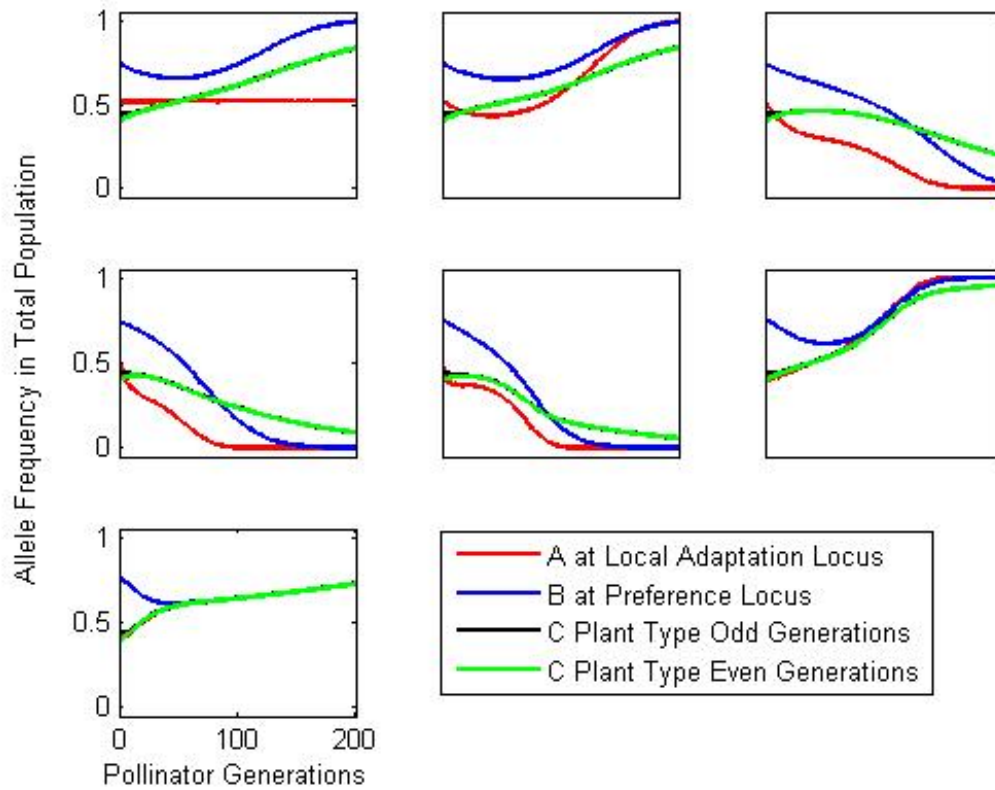 Allele Frequency in Total Population
1
0.5
0
1
0.5
0
1
0.5
0
0 100 200
Pollinator Generations
A at Local Adaptation Locus
B at Preference Locus
C Plant Type Odd Generations
C Plant Type Even Generations